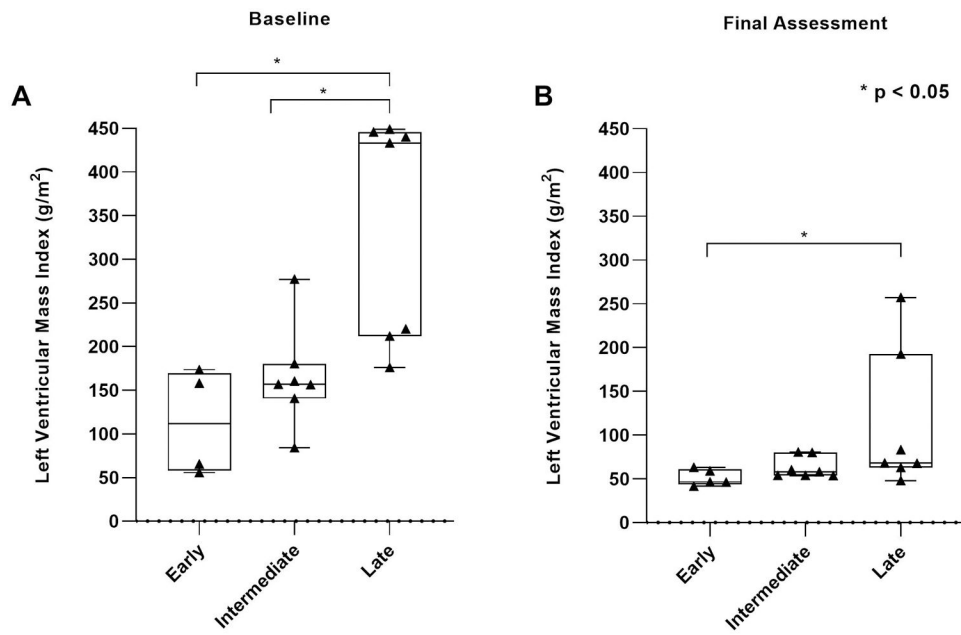 Baseline
Final Assessment
A
B
*
*
* p < 0.05
*
Left Ventricular Mass Index (g/m²)
450
400
350
300
250
200
150
100
50
0
Early
Intermediate
Late
Left Ventricular Mass Index (g/m²)
450
400
350
300
250
200
150
100
50
0
Early
Intermediate
Late